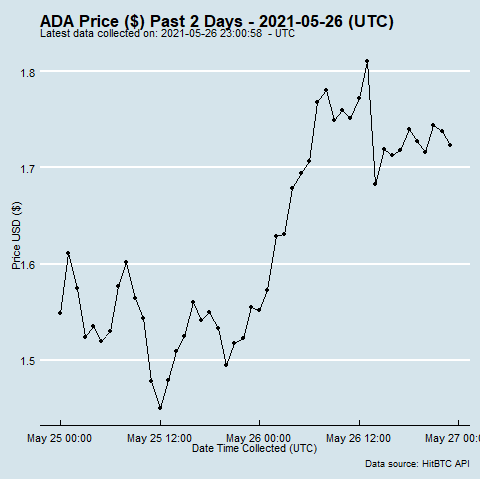 ADA Price ($) Past 2 Days - 2021-05-26 (UTC)
Latest data collected on: 2021-05-26 23:00:58 - UTC
1.8
1.7
1.6
1.5
Price USD ($)
May 25 00:00
May 25 12:00
May 26 00:00
May 26 12:00
May 27 00:
Date Time Collected (UTC)
Data source: HitBTC API